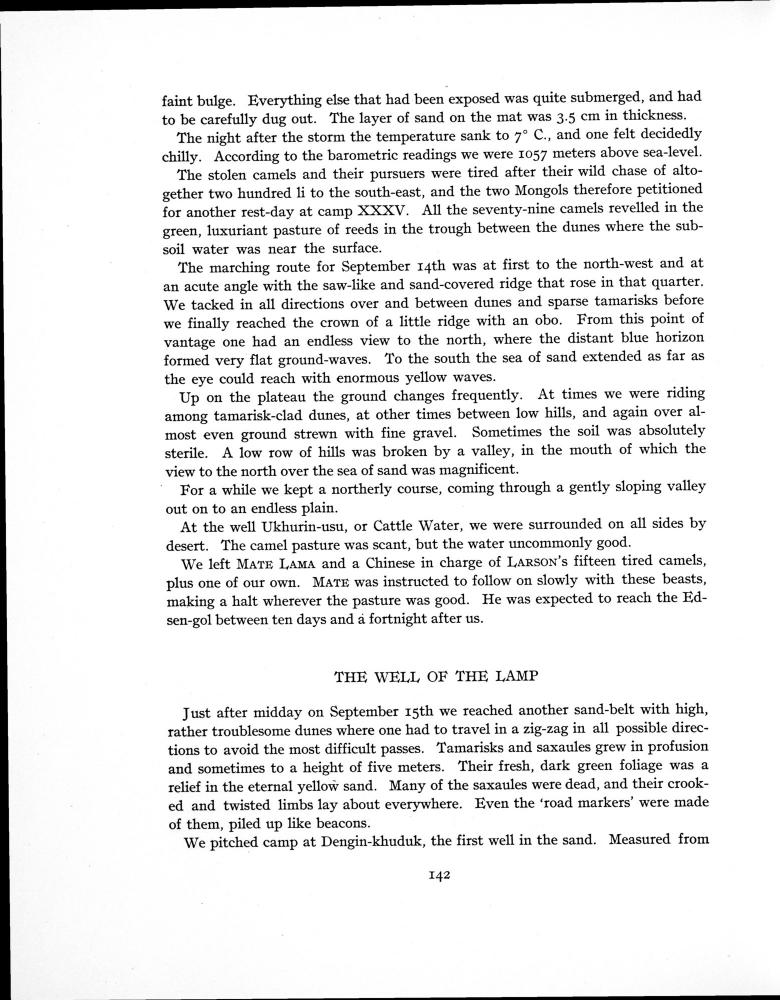 faint bulge. Everything else that had been exposed was quite submerged, and had
to be carefully dug out. The layer of sand on the mat was 3.5 cm in thickness.
The night after the storm the temperature sank to 7° C., and one felt decidedly
chilly. According to the barometric readings we were 1057 meters above sea-level.
The stolen camels and their pursuers were tired after their wild chase of alto-
gether two hundred li to the south-east, and the two Mongols therefore petitioned
for another rest-day at camp XXXV. All the seventy-nine camels revelled in the
green, luxuriant pasture of reeds in the trough between the dunes where the sub-
soil water was near the surface.
The marching route for September 14th was at first to the north-west and at
an acute angle with the saw-like and sand-covered ridge that rose in that quarter.
We tacked in all directions over and between dunes and sparse tamarisks before
we finally reached the crown of a little ridge with an obo. From this point of
vantage one had an endless view to the north, where the distant blue horizon
formed very flat ground-waves. To the south the sea of sand extended as far as
the eye could reach with enormous yellow waves.
Up on the plateau the ground changes frequently. At times we were riding
among tamarisk-clad dunes, at other times between low hills, and again over al-
most even ground strewn with fine gravel. Sometimes the soil was absolutely
sterile. A low row of hills was broken by a valley, in the mouth of which the
view to the north over the sea of sand was magnificent.
For a while we kept a northerly course, coming through a gently sloping valley
out on to an endless plain.
At the well Ukhurin-usu, or Cattle Water, we were surrounded on all sides by
desert. The camel pasture was scant, but the water uncommonly good.
We left MATE LAMA and a Chinese in charge of LARSON's fifteen tired camels,
plus one of our own. MATE was instructed to follow on slowly with these beasts,
making a halt wherever the pasture was good. He was expected to reach the Ed-
sen-gol between ten days and a fortnight after us.
THE WELL OF THE LAMP
Just after midday on September 15th we reached another sand-belt with high,
rather troublesome dunes where one had to travel in a zig-zag in all possible direc-
tions to avoid the most difficult passes. Tamarisks and saxaules grew in profusion
and sometimes to a height of five meters. Their fresh, dark green foliage was a
relief in the eternal yellow sand. Many of the saxaules were dead, and their crook-
ed and twisted limbs lay about everywhere. Even the 'road markers' were made
of them, piled up like beacons.
We pitched camp at Dengin-khuduk, the first well in the sand. Measured from
142